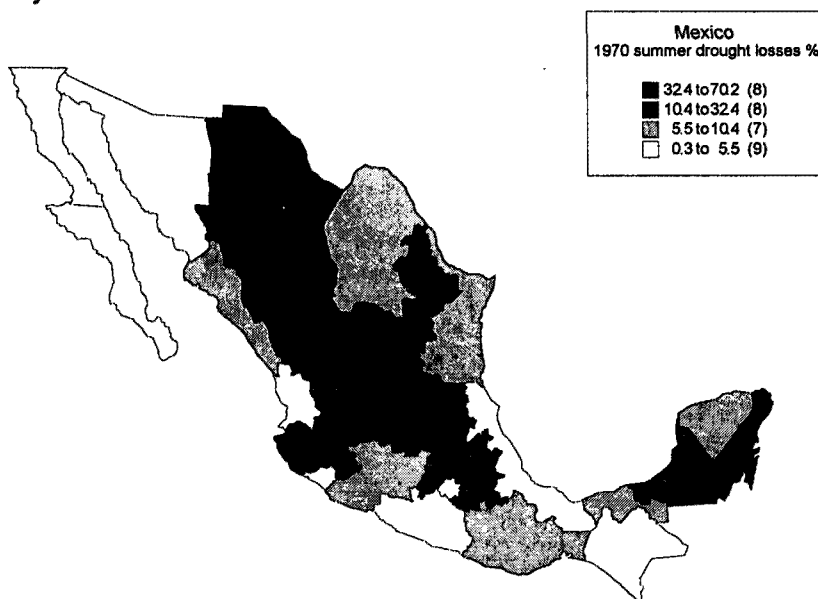 Mexico
1970 summer drought losses %
32.4 to 70.2 (8)
10.4 to 32.4 (8)
5.5 to 10.4 (7)
0.3 to 5.5 (9)